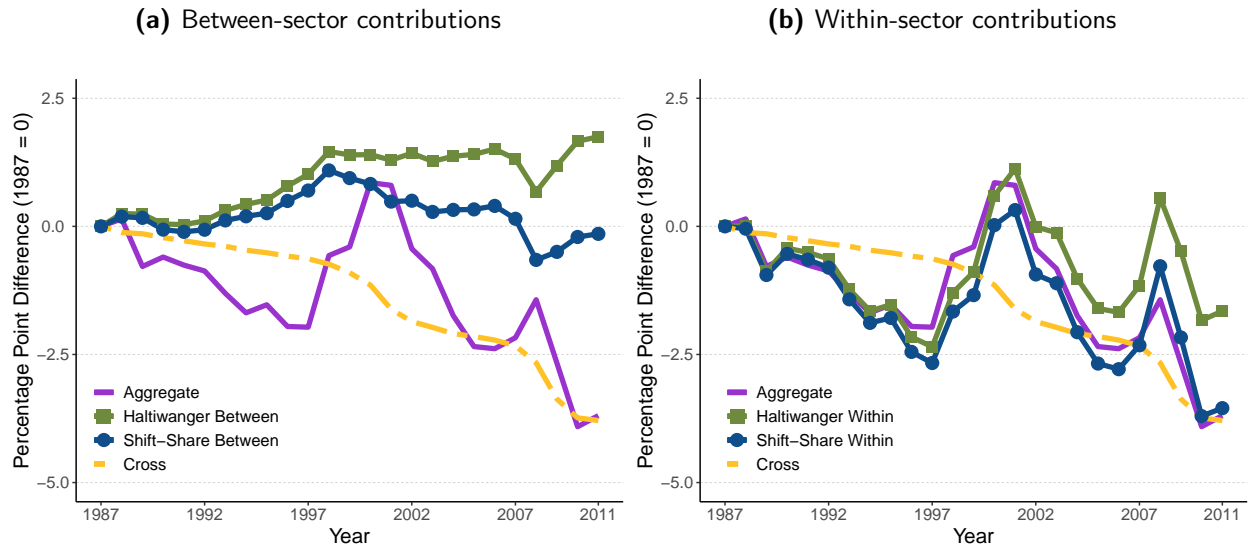 (a) Between-sector contributions
Percentage Point Difference (1987 = 0)
2.5
0.0
−2.5
−5.0
Aggregate
Haltiwanger Between
Shift−Share Between
Cross
1987 1992 1997 2002 2007 2011
Year
(b) Within-sector contributions
Percentage Point Difference (1987 = 0)
2.5
0.0
−2.5
−5.0
Aggregate
Haltiwanger Within
Shift−Share Within
Cross
1987 1992 1997 2002 2007 2011
Year